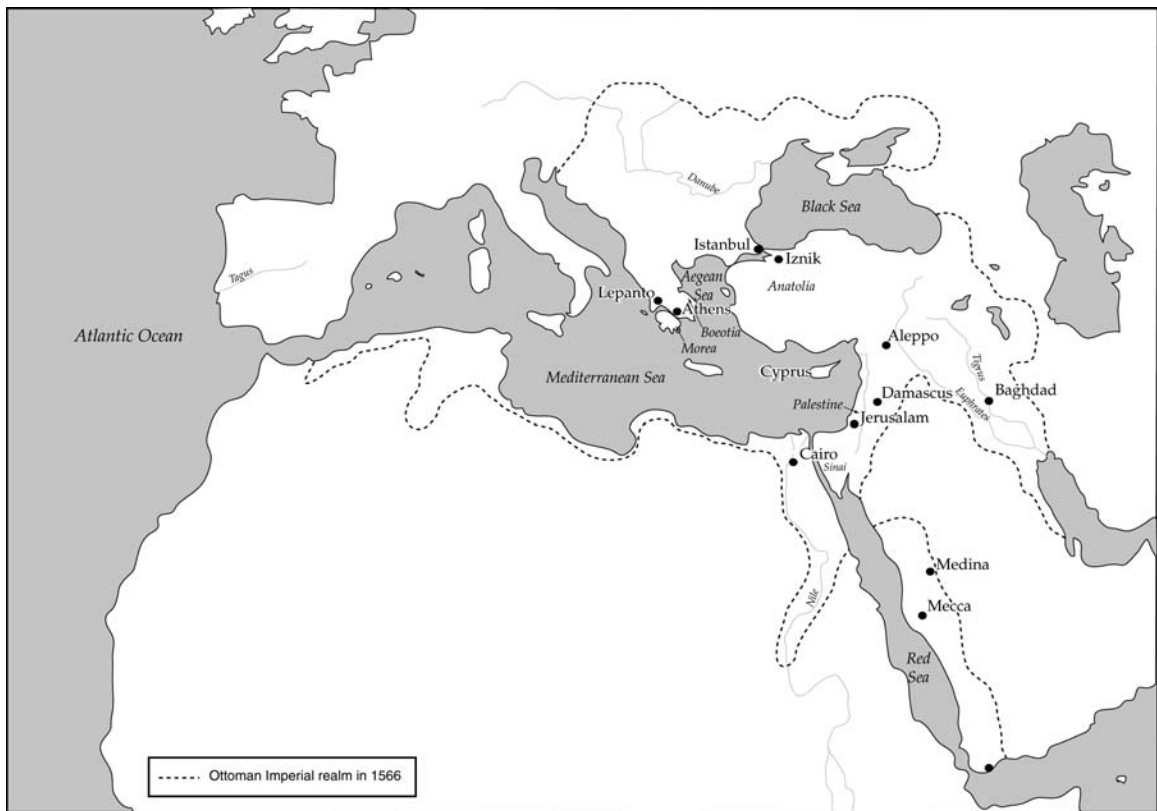 Danube
Black Sea
Istanbul
Iznik
Aegean
Sea
Anatolia
Lepanto
Athens
Boeotia
Morea
Tagus
Atlantic Ocean
Mediterranean Sea
Cyprus
Aleppo
Tigrus
Euphrates
Baghdad
Damascus
Palestine
Jerusalam
Cairo
Sinai
Nile
Medina
Mecca
Red
Sea
Ottoman Imperial realm in 1566